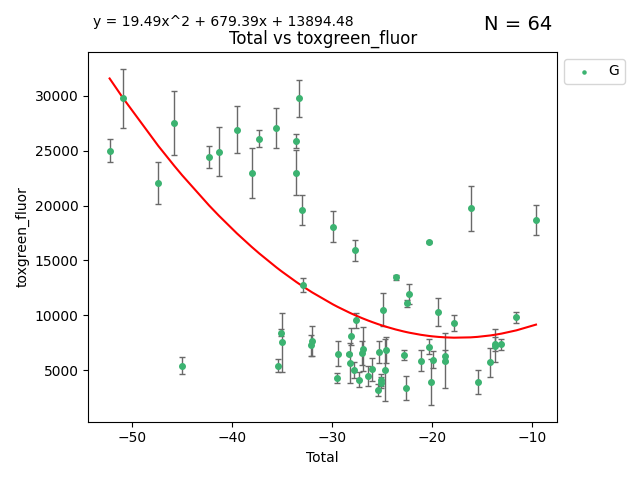 y = 19.49x^2 + 679.39x + 13894.48
N = 64
Total vs toxgreen_fluor
G
30000
25000
20000
15000
10000
5000
toxgreen_fluor
−50 −40 −30 −20 −10
Total